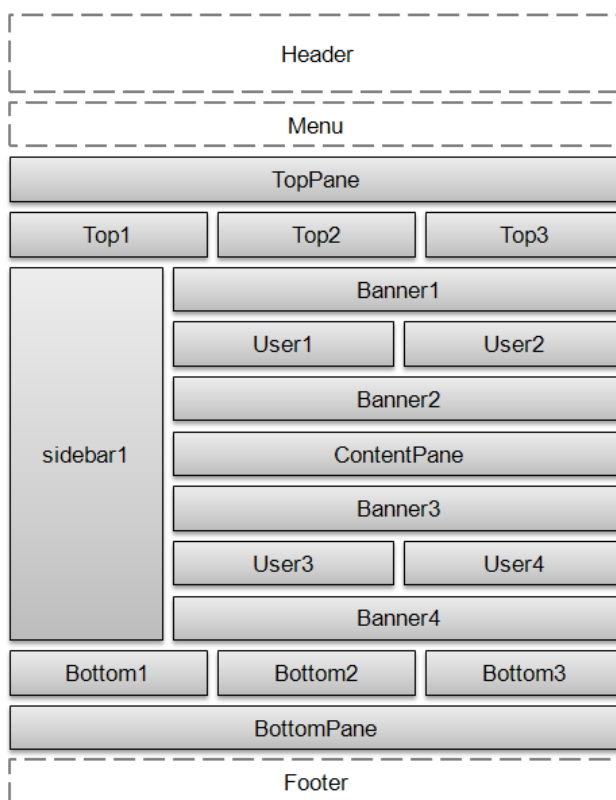 Header
Menu
TopPane
Top1 Top2 Top3
Banner1
User1 User2
Banner2
sidebar1 ContentPane
Banner3
User3 User4
Banner4
Bottom1 Bottom2 Bottom3
BottomPane
Footer